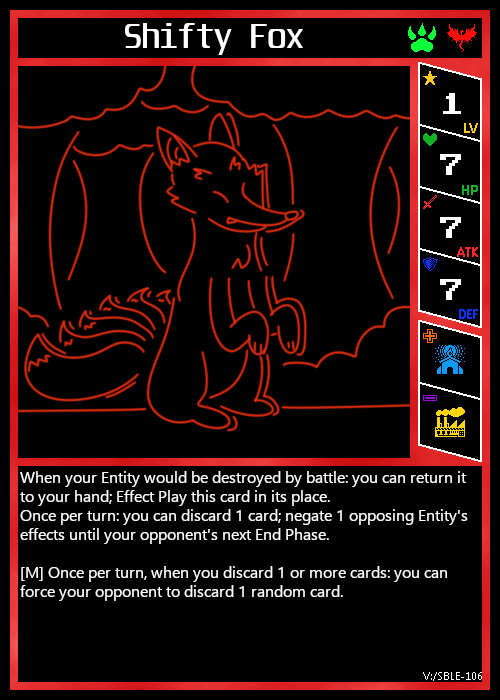 Shifty Fox
1
LV
7
HP
7
ATK
7
DEF
When your Entity would be destroyed by battle: you can return it
to your hand; Effect Play this card in its place.
Once per turn: you can discard 1 card; negate 1 opposing Entity's
effects until your opponent's next End Phase.
[M] Once per turn, when you discard 1 or more cards: you can
force your opponent to discard 1 random card.
V:/SBLE-106